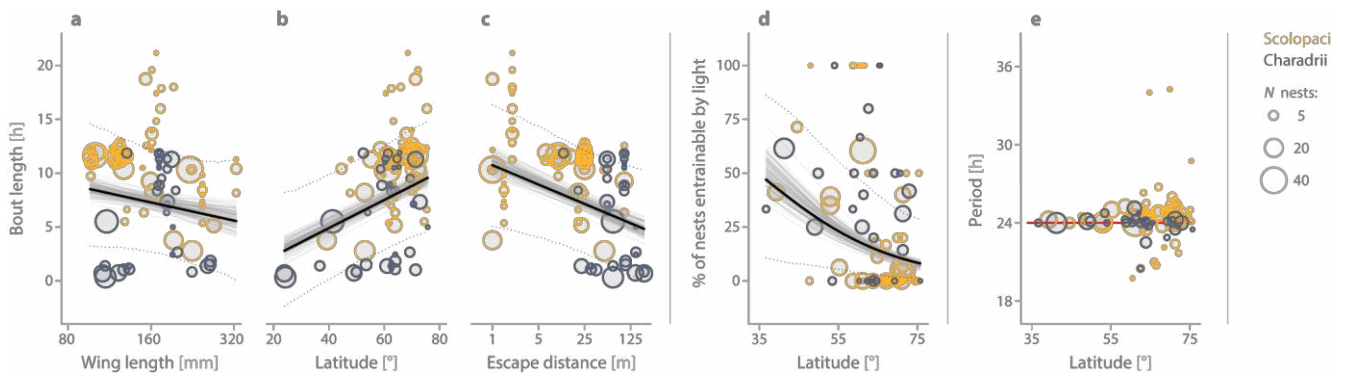 a
b
c
d
e
Bout length [h]
20
15
10
5
0
80
160
320
Wing length [mm]
20
40
60
80
Latitude [°]
1
5
25
125
Escape distance [m]
% of nests entrainable by light
100
75
50
25
0
35
55
75
Latitude [°]
Period [h]
36
30
24
18
35
55
75
Latitude [°]
Scolopaci
Charadrii
N nests:
5
20
40